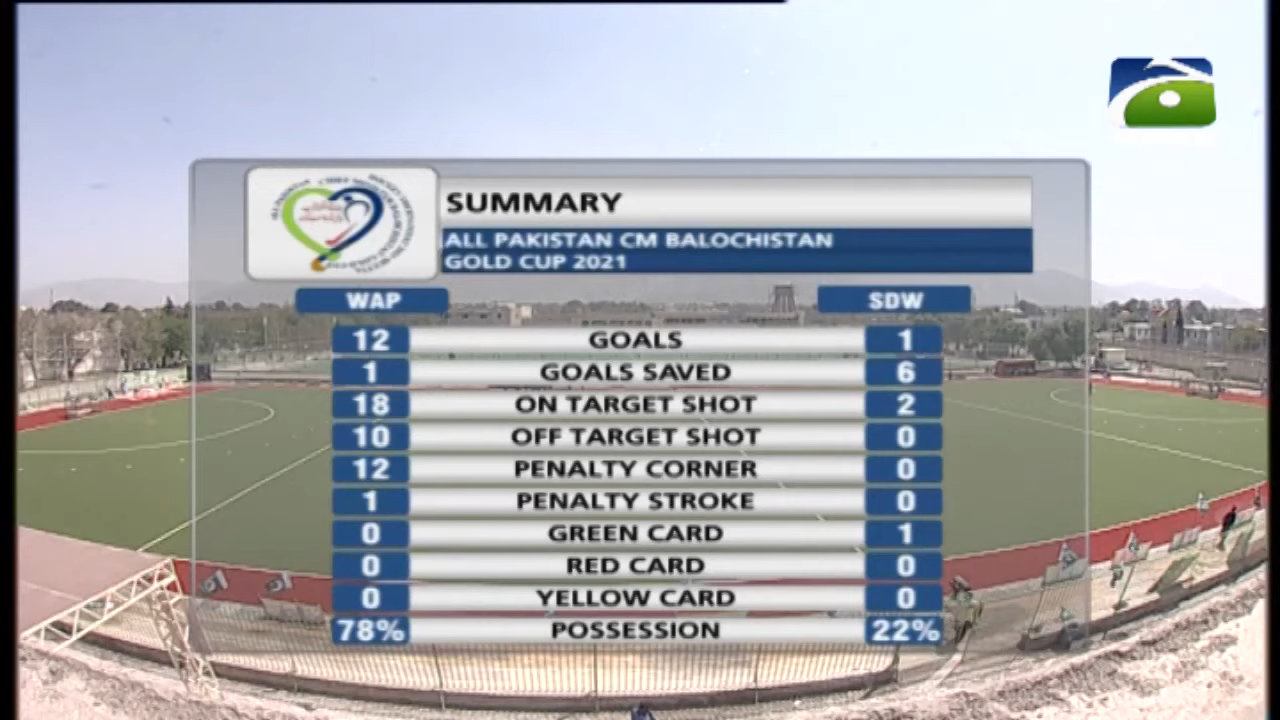 SUMMARY
ALL PAKISTAN CM BALOCHISTAN
GOLD CUP 2021
WAP SDW
12 GOALS 1
1 GOALS SAVED 6
18 ON TARGET SHOT 2
10 OFF TARGET SHOT 0
12 PENALTY CORNER 0
1 PENALTY STROKE 0
0 GREEN CARD 1
0 RED CARD 0
0 YELLOW CARD 0
78% POSSESSION 22%